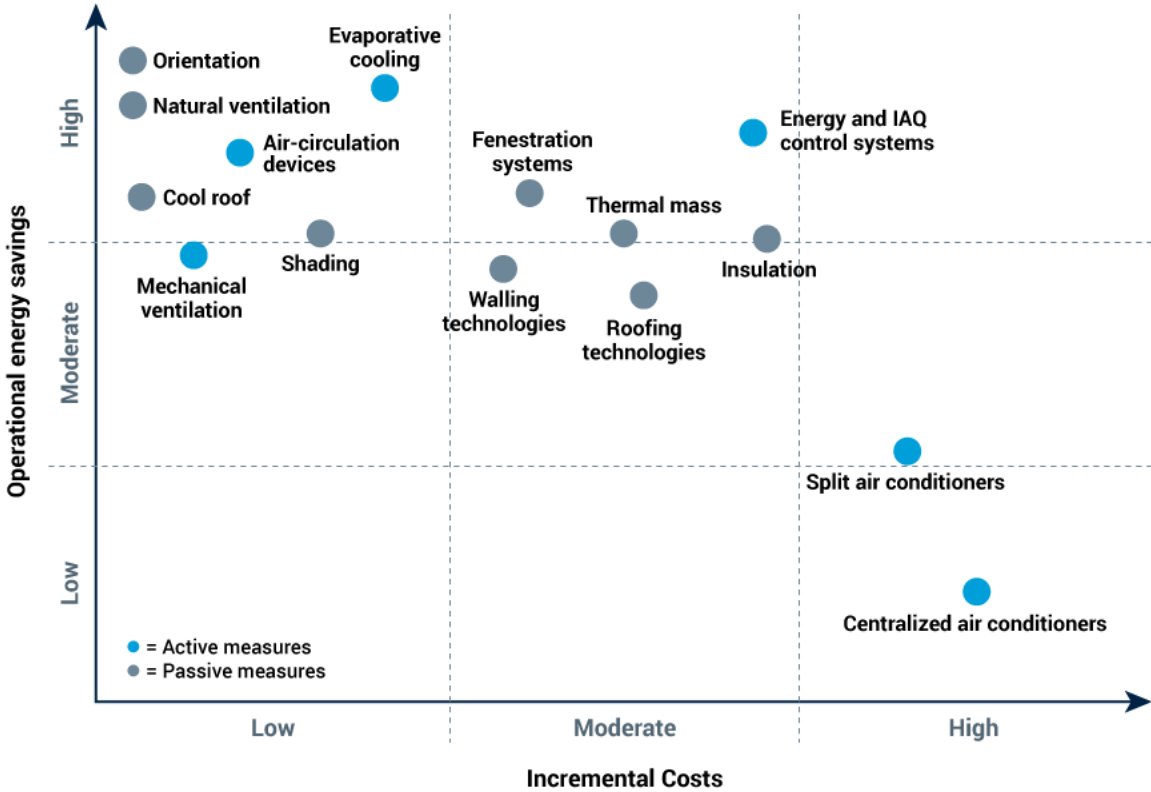 Evaporative
cooling
Orientation
Natural ventilation
Air-circulation
devices
Energy and IAQ
control systems
Fenestration
systems
Cool roof
Thermal mass
Shading
Insulation
Mechanical
ventilation
Walling
technologies
Roofing
technologies
Split air conditioners
Centralized air conditioners
High
Moderate
Low
Operational energy savings
= Active measures
= Passive measures
Low
Moderate
High
Incremental Costs